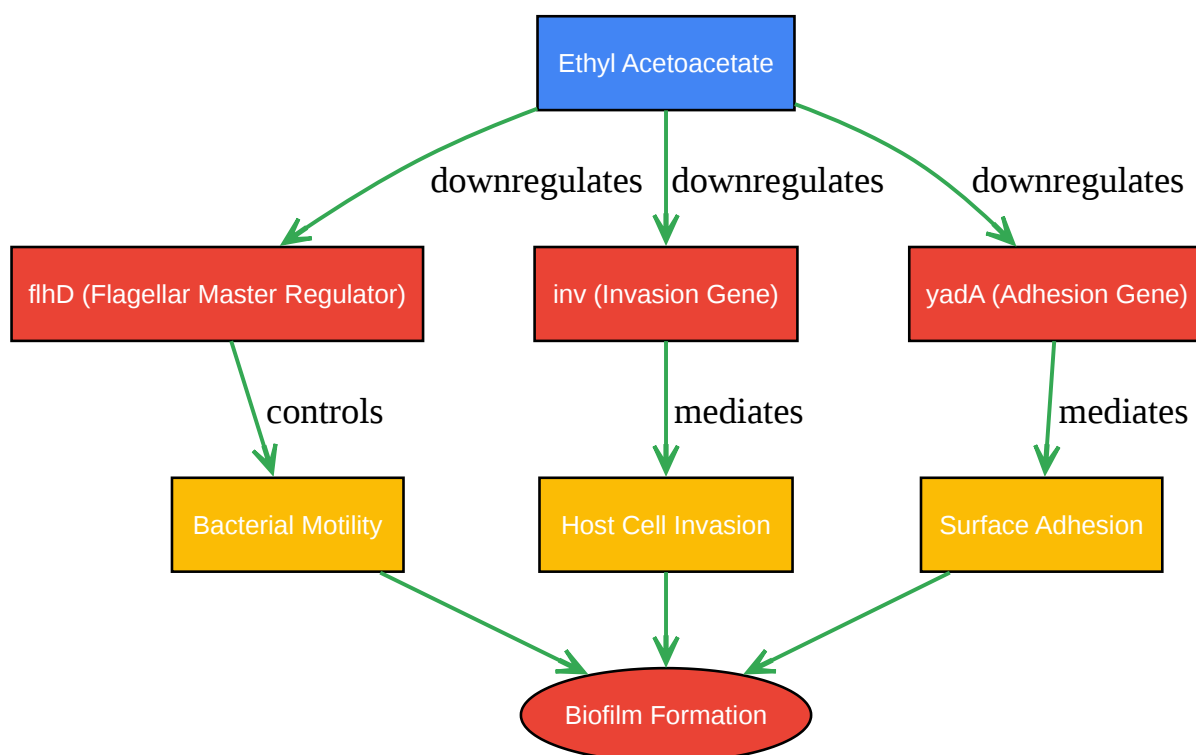 Ethyl Acetoacetate
downregulates downregulates downregulates
flhD (Flagellar Master Regulator) inv (Invasion Gene) yadA (Adhesion Gene)
controls mediates mediates
Bacterial Motility Host Cell Invasion Surface Adhesion
Biofilm Formation